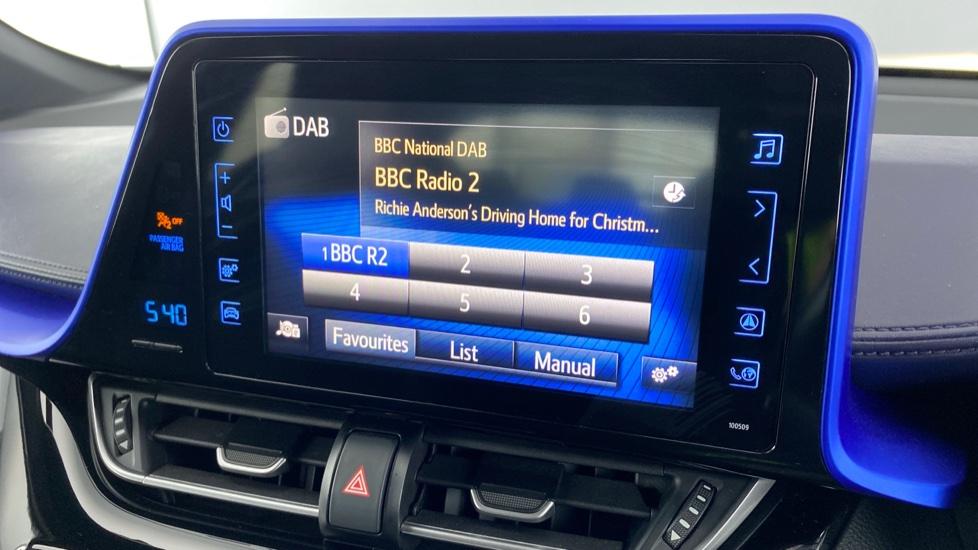 DAB
BBC National DAB
BBC Radio 2
Richie Anderson's Driving Home for Christm...
1 BBC R2
2
3
4
5
6
Favourites
List
Manual
+
-
OFF
PASSENGER
AIR BAG
5:40
100509